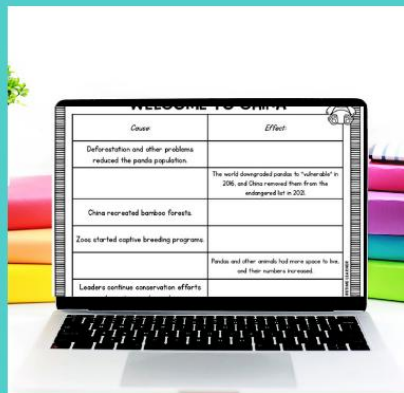 WELCOME TO CHINA
Cause: Effect:
Deforestation and other problems
reduced the panda population.
The world downgraded pandas to "vulnerable" in
2016, and China removed them from the
endangered list in 2021.
China recreated bamboo forests.
Zoos started captive breeding programs.
Pandas and other animals had more space to live,
and their numbers increased.
Leaders continue conservation efforts